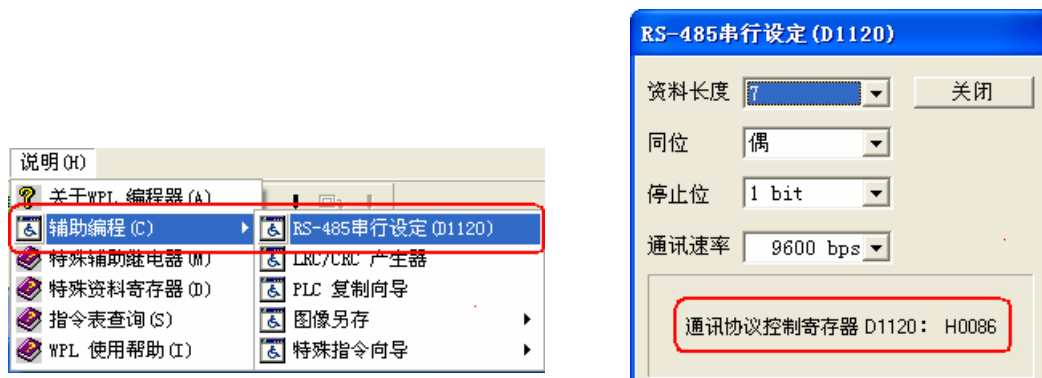 说明(H)
关于WPL 编程器(A)
辅助编程(C)
特殊辅助继电器(M)
特殊资料寄存器(D)
指令表查询(S)
WPL 使用帮助(I)
RS-485串行设定(D1120)
LRC/CRC 产生器
PLC 复制向导
图像另存
特殊指令向导
RS-485串行设定(D1120)
资料长度 7 关闭
同位 偶
停止位 1 bit
通讯速率 9600 bps
通讯协议控制寄存器 D1120: H0086